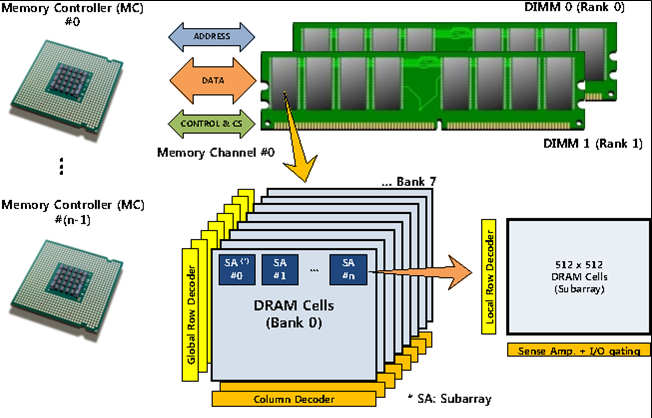 Memory Controller (MC)
#0
ADDRESS
DATA
CONTROL & CS
Memory Channel #0
DIMM 0 (Rank 0)
DIMM 1 (Rank 1)
Memory Controller (MC)
#(n-1)
... Bank 7
Global Row Decoder
SA (*)
#0
SA
#1
...
SA
#n
DRAM Cells
(Bank 0)
Column Decoder
* SA: Subarray
Local Row Decoder
512 x 512
DRAM Cells
(Subarray)
Sense Amp. + I/O gating